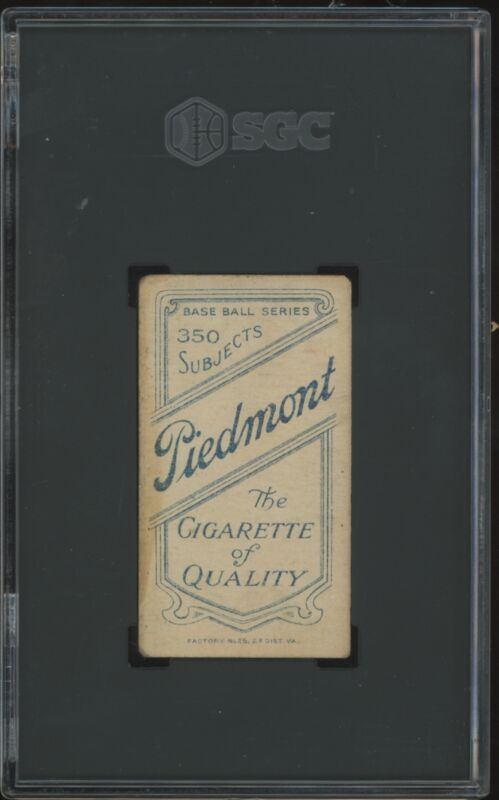 SGC
BASE BALL SERIES
350
SUBJECTS
Piedmont
The
CIGARETTE
of
QUALITY
FACTORY No 25, 2ND DIST. VA.